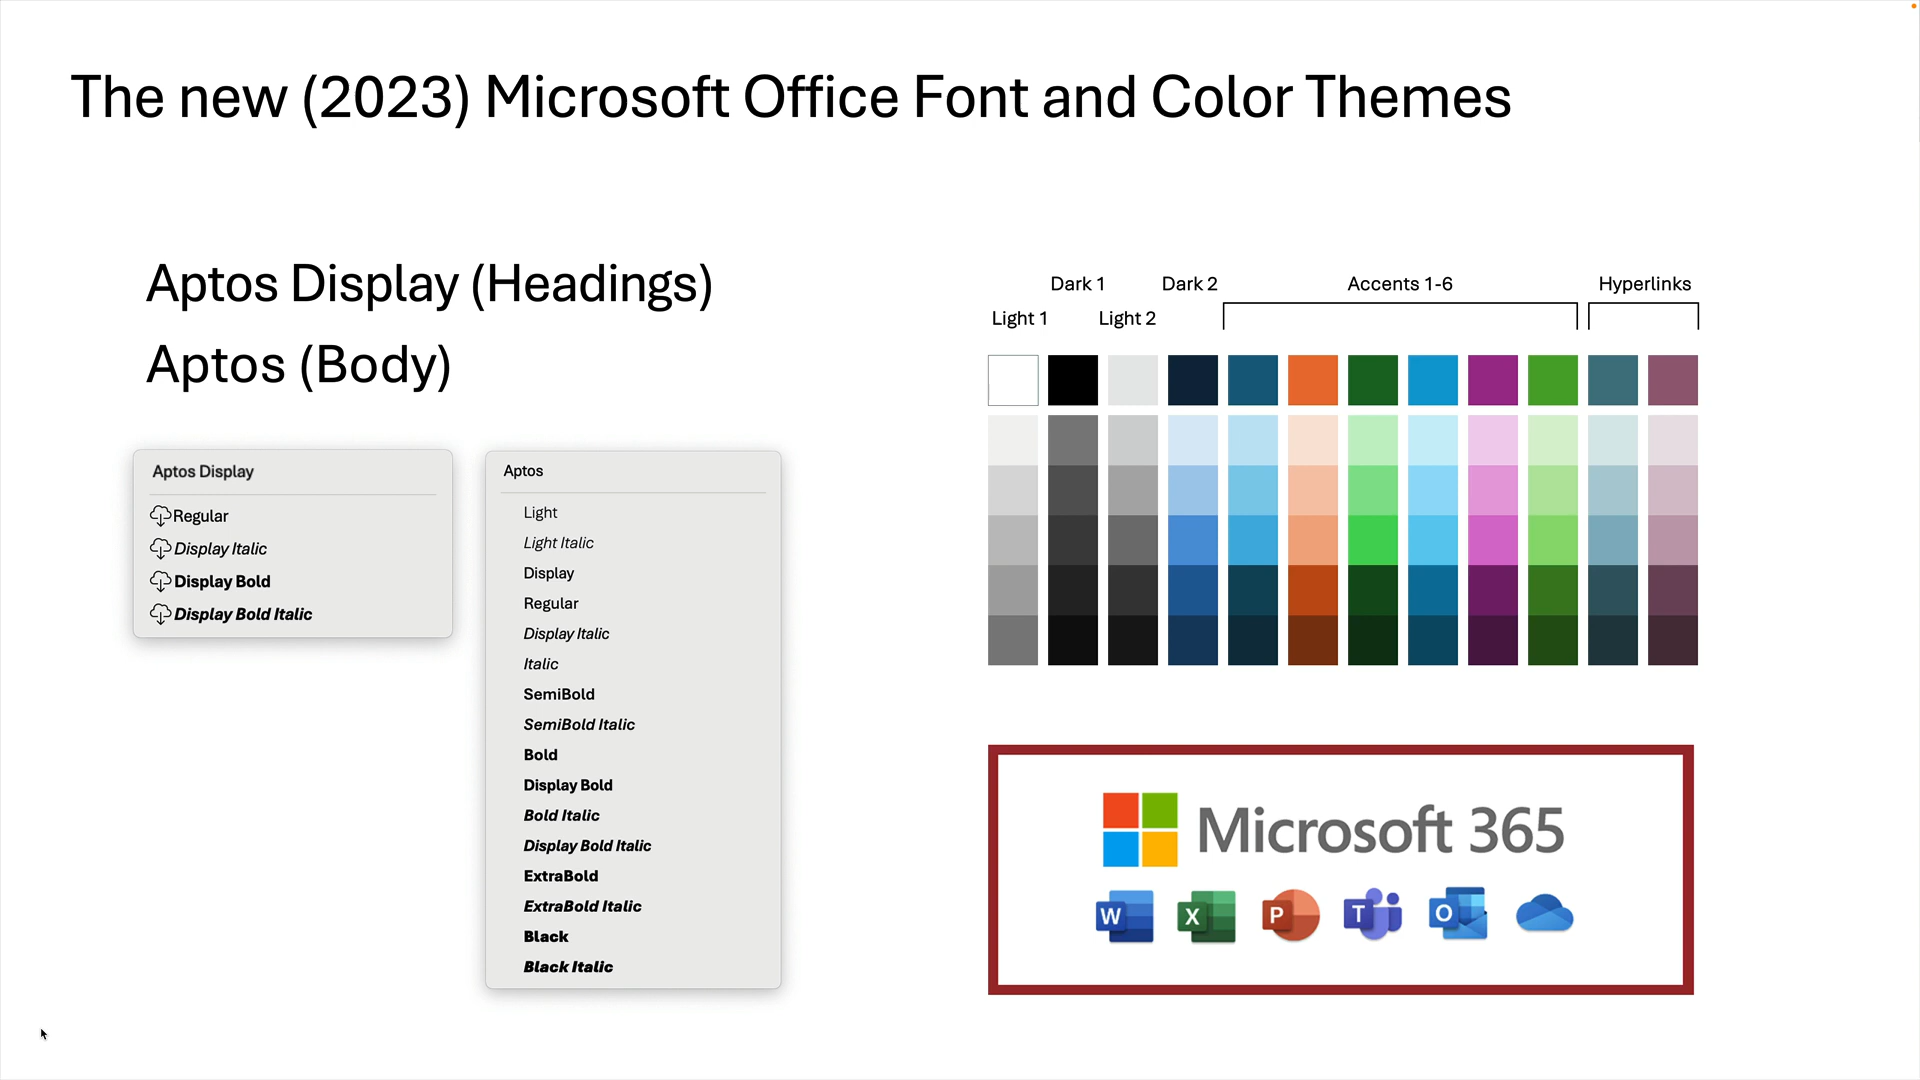 The new (2023) Microsoft Office Font and Color Themes
Aptos Display (Headings)
Aptos (Body)
Aptos Display
Regular
Display Italic
Display Bold
Display Bold Italic
Aptos
Light
Light Italic
Display
Regular
Display Italic
Italic
SemiBold
SemiBold Italic
Bold
Display Bold
Bold Italic
Display Bold Italic
ExtraBold
ExtraBold Italic
Black
Black Italic
Dark 1 Dark 2 Accents 1-6 Hyperlinks
Light 1 Light 2
Microsoft 365
W X P T O